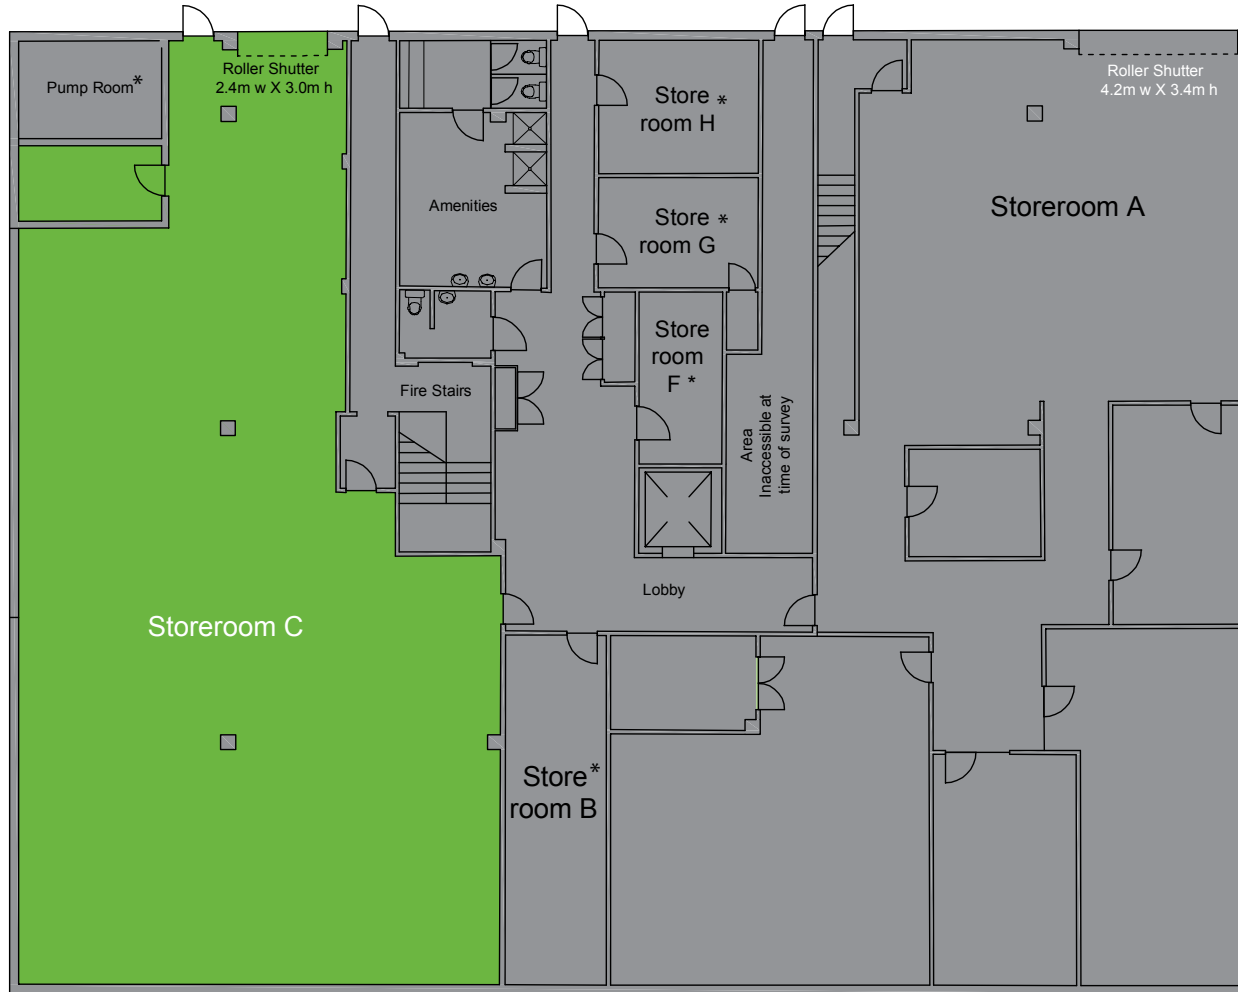 Pump Room*
Roller Shutter
2.4m w X 3.0m h
Store *
room H
Roller Shutter
4.2m w X 3.4m h
Amenities
Store *
room G
Storeroom A
Store
room
F *
Fire Stairs
Area
Inaccessible at
time of survey
Lobby
Storeroom C
Store*
room B